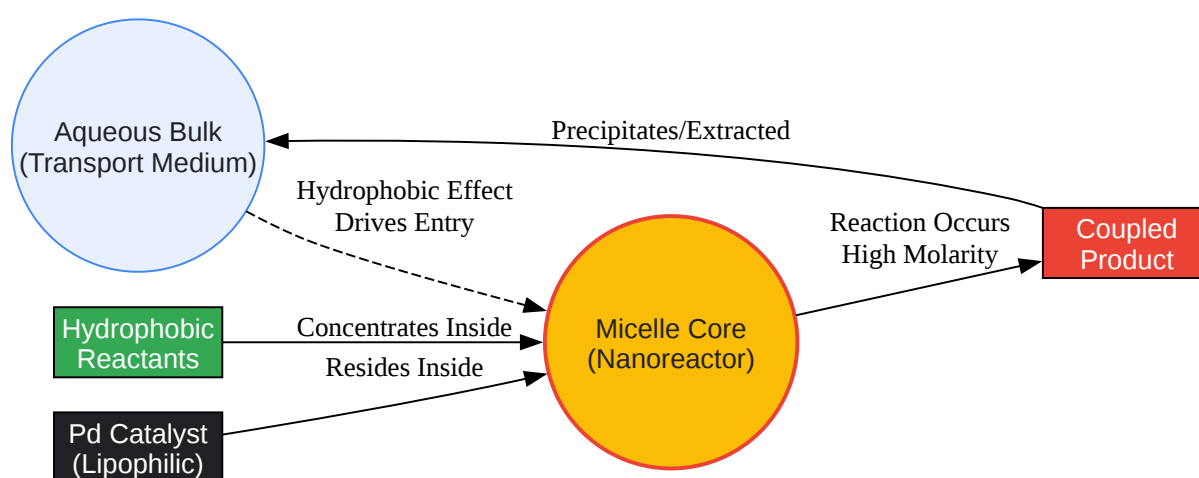 Aqueous Bulk
(Transport Medium)
Precipitates/Extracted
Hydrophobic Effect
Drives Entry
Reaction Occurs
High Molarity
Coupled
Product
Hydrophobic
Reactants
Concentrates Inside
Micelle Core
(Nanoreactor)
Resides Inside
Pd Catalyst
(Lipophilic)